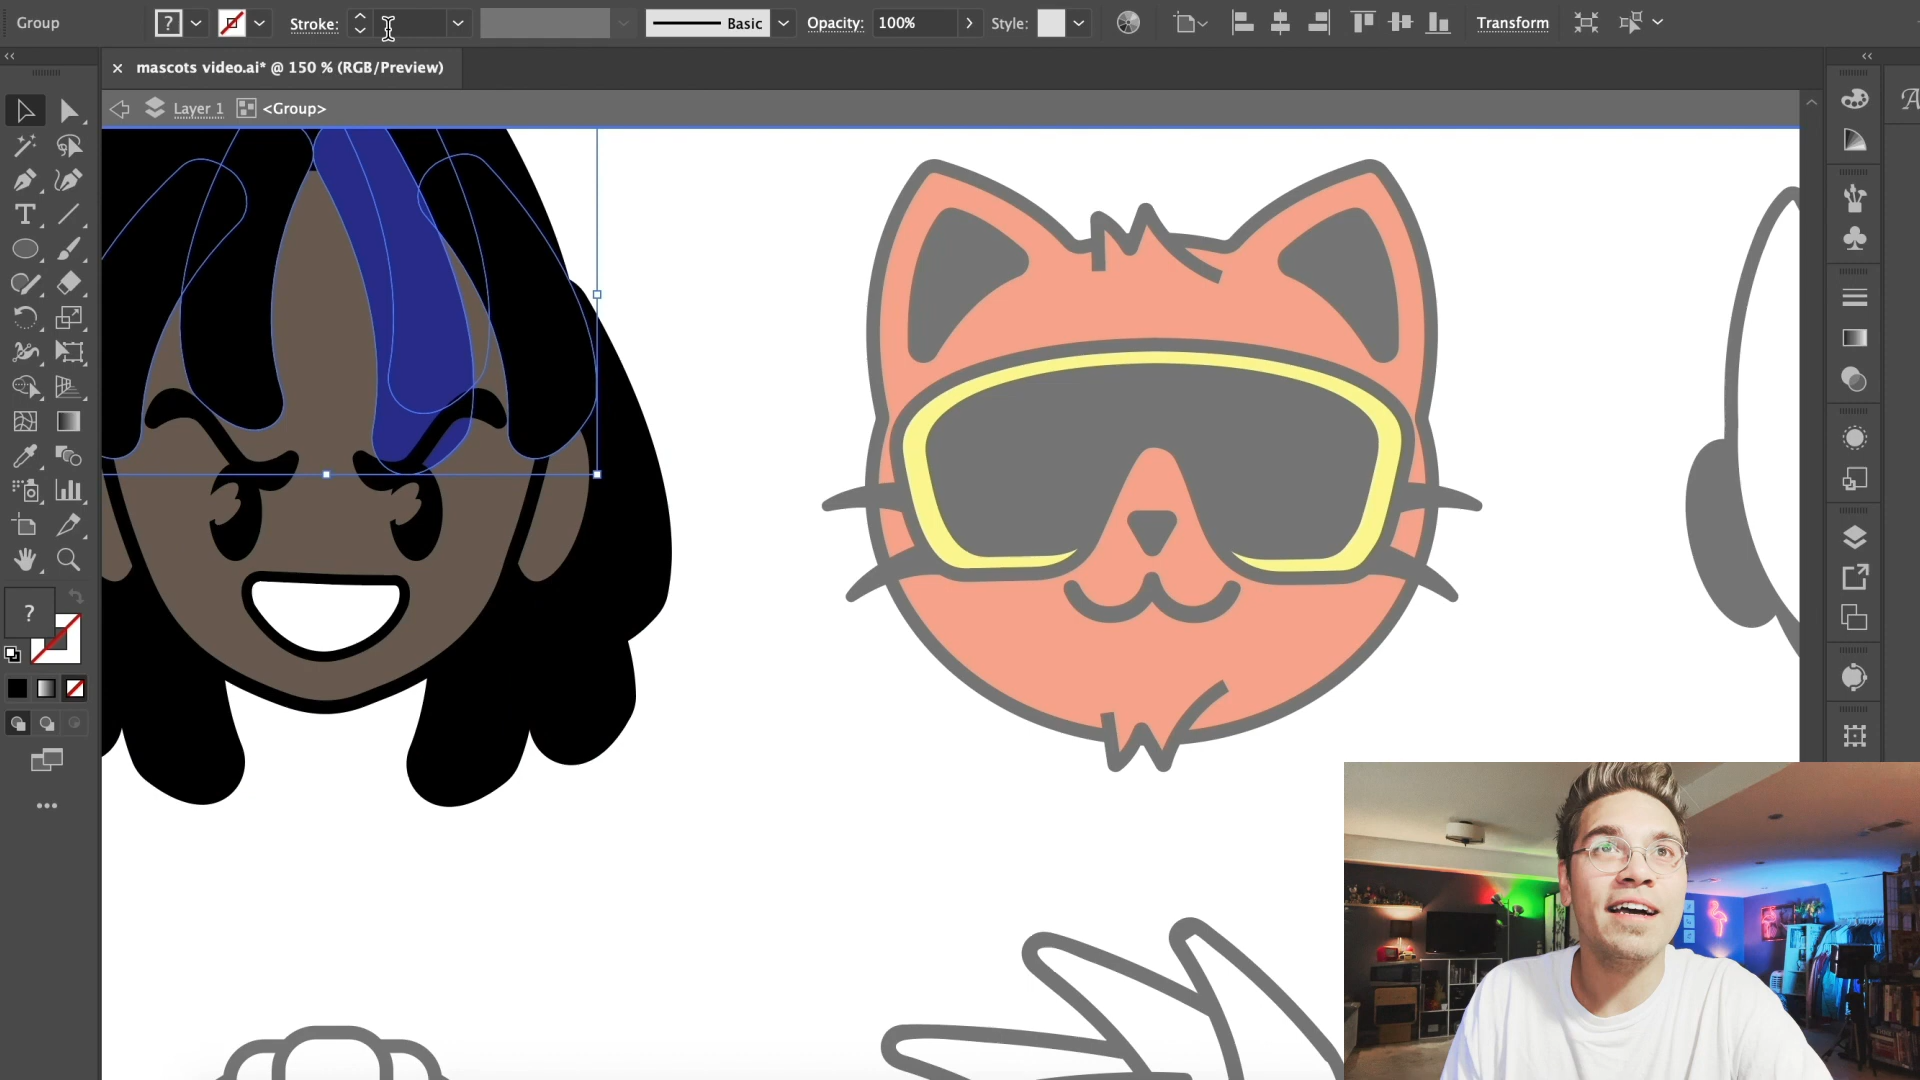 Group ? Stroke: Basic Opacity: 100% Style: Transform
× mascots video.ai* @ 150 % (RGB/Preview)
Layer 1 <Group>
T
?